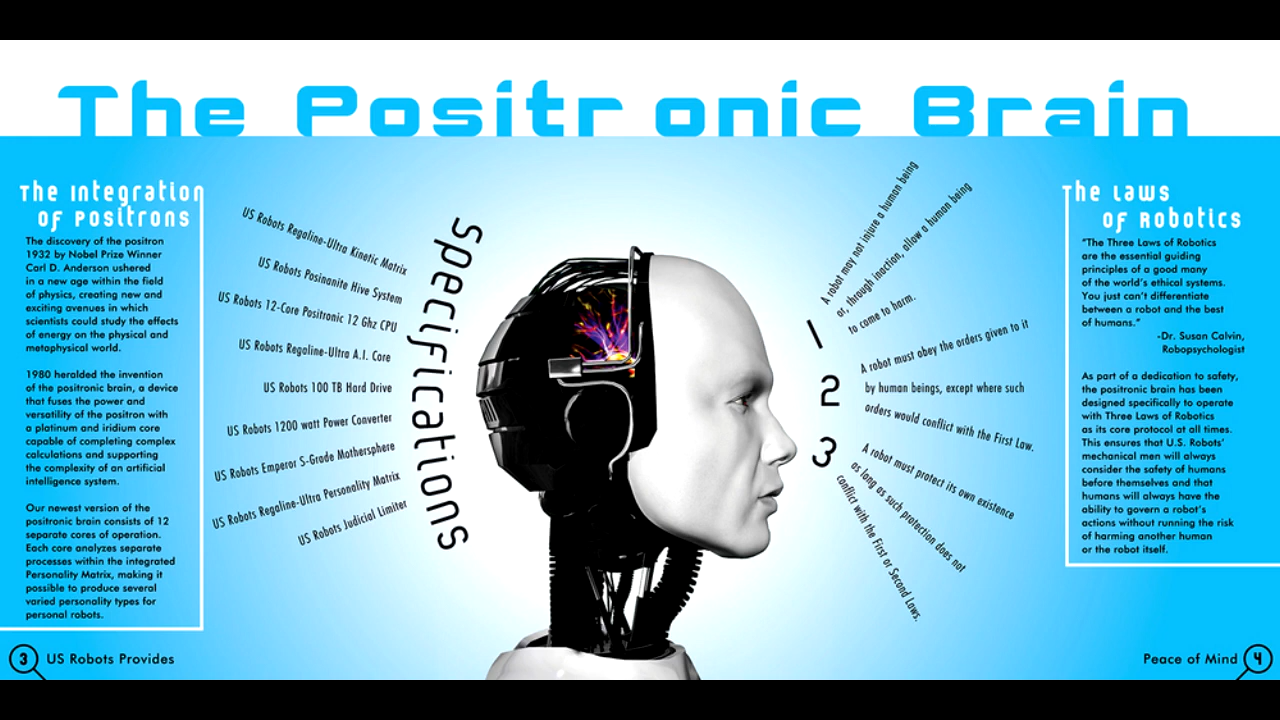 The Positronic Brain
The Integration
of Positrons
The discovery of the positron
1932 by Nobel Prize Winner
Carl D. Anderson ushered
in a new age within the field
of physics, creating new and
exciting avenues in which
scientists could study the effects
of energy on the physical and
metaphysical world.
1980 heralded the invention
of the positronic brain, a device
that fuses the power and
versatility of the positron with
a platinum and iridium core
capable of completing complex
calculations and supporting
the complexity of an artificial
intelligence system.
Our newest version of the
positronic brain consists of 12
separate cores of operation.
Each core analyzes separate
processes within the integrated
Personality Matrix, making it
possible to produce several
varied personality types for
personal robots.
3 US Robots Provides
Specifications
US Robots Regaline-Ultra Kinetic Matrix
US Robots Posinanite Hive System
US Robots 12-Core Positronic 12 Ghz CPU
US Robots Regaline-Ultra A.I. Core
US Robots 100 TB Hard Drive
US Robots 1200 watt Power Converter
US Robots Emperor S-Grade Mothersphere
US Robots Regaline-Ultra Personality Matrix
US Robots Judicial Limiter
1
A robot may not injure a human being
or, through inaction, allow a human being
to come to harm.
2
A robot must obey the orders given to it
by human beings, except where such
orders would conflict with the First Law.
3
A robot must protect its own existence
as long as such protection does not
conflict with the First or Second Laws.
The Laws
of Robotics
"The Three Laws of Robotics
are the essential guiding
principles of a good many
of the world's ethical systems.
You just can't differentiate
between a robot and the best
of humans."
-Dr. Susan Calvin,
Robopsychologist
As part of a dedication to safety,
the positronic brain has been
designed specifically to operate
with Three Laws of Robotics
as its core protocol at all times.
This ensures that U.S. Robots'
mechanical men will always
consider the safety of humans
before themselves and that
humans will always have the
ability to govern a robot's
actions without running the risk
of harming another human
or the robot itself.
Peace of Mind 4